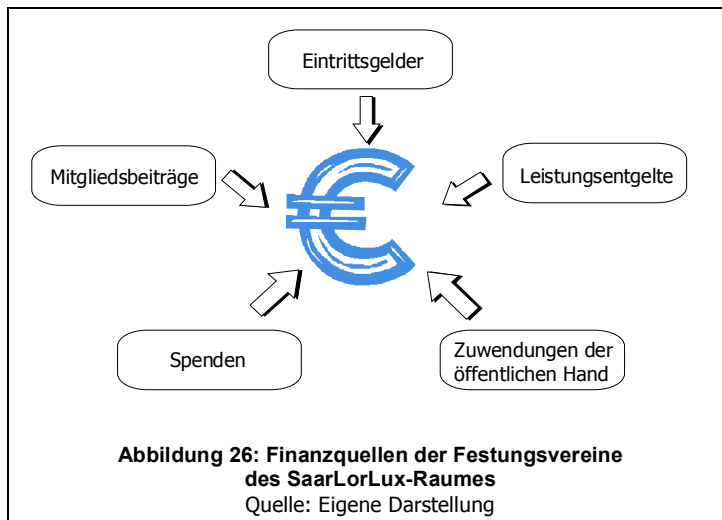 Eintrittsgelder
Mitgliedsbeiträge
Leistungsentgelte
Spenden
Zuwendungen der
öffentlichen Hand
Abbildung 26: Finanzquellen der Festungsvereine
des SaarLorLux-Raumes
Quelle: Eigene Darstellung